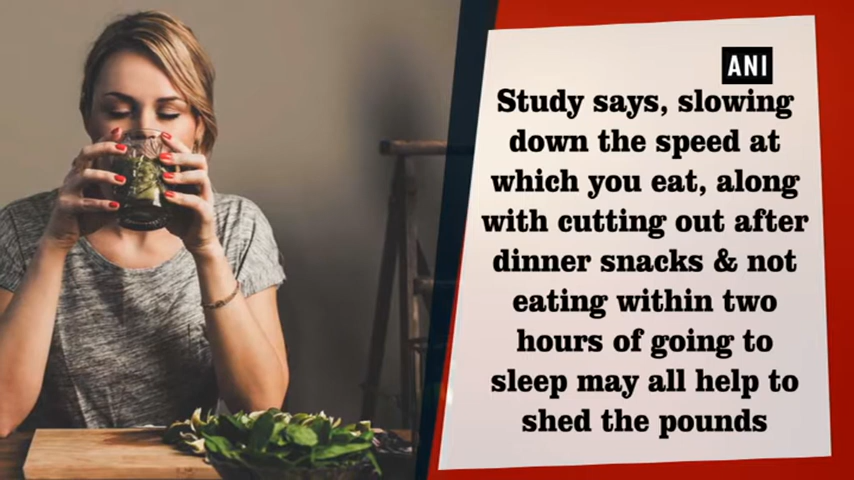 ANI
Study says, slowing
down the speed at
which you eat, along
with cutting out after
dinner snacks & not
eating within two
hours of going to
sleep may all help to
shed the pounds